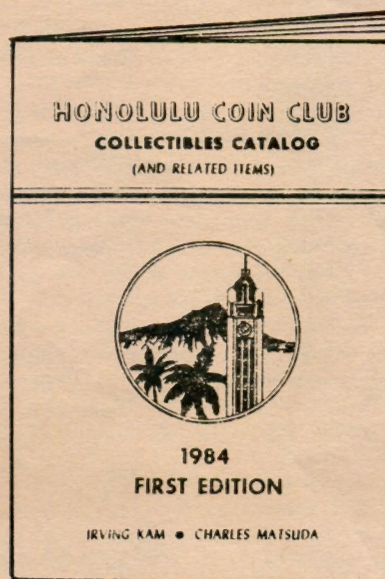 HONOLULU COIN CLUB
COLLECTIBLES CATALOG
(AND RELATED ITEMS)
1984
FIRST EDITION
IRVING KAM • CHARLES MATSUDA